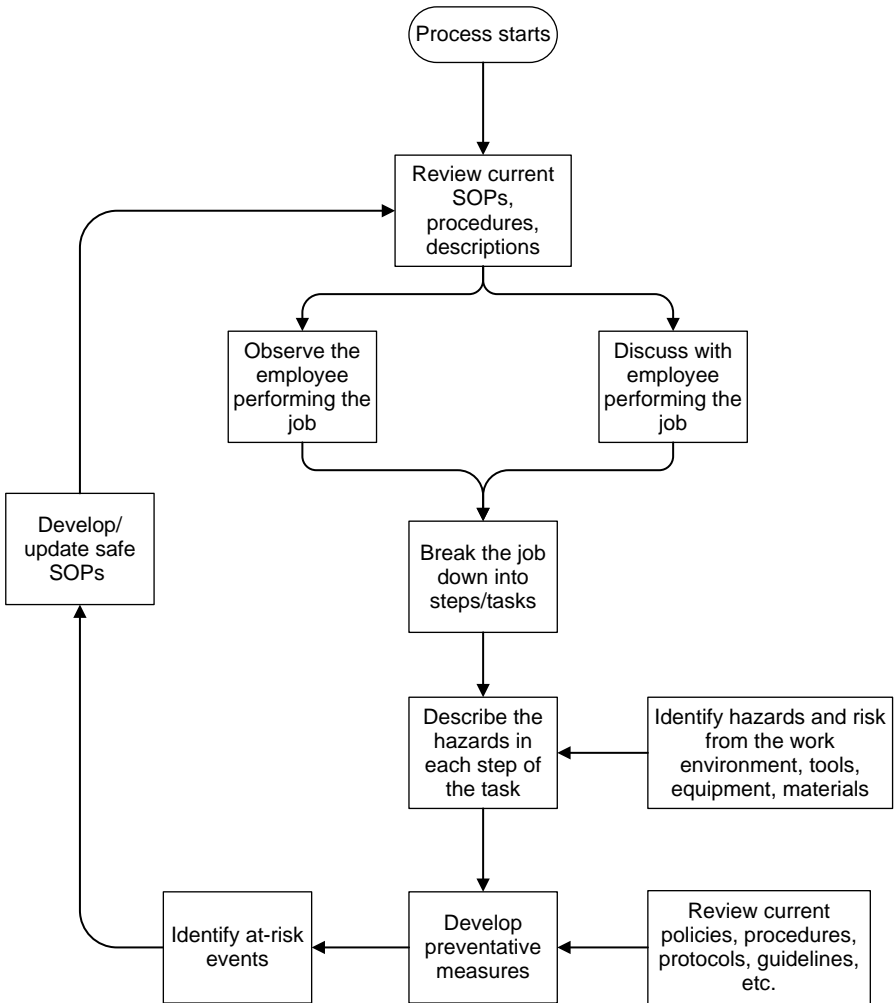 Process starts
Review current
SOPs,
procedures,
descriptions
Observe the
employee
performing the
job
Discuss with
employee
performing the
job
Develop/
update safe
SOPs
Break the job
down into
steps/tasks
Describe the
hazards in
each step of
the task
Identify hazards and risk
from the work
environment, tools,
equipment, materials
Identify at-risk
events
Develop
preventative
measures
Review current
policies, procedures,
protocols, guidelines,
etc.